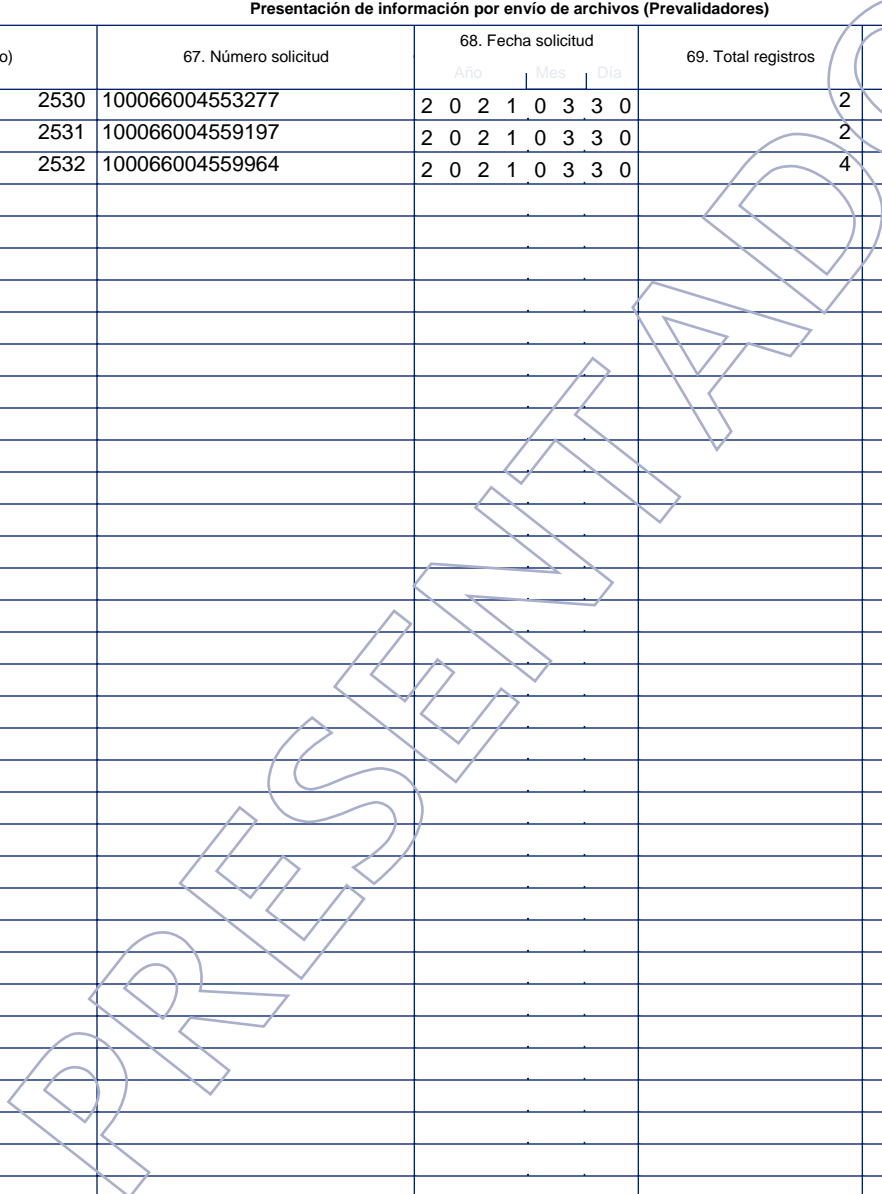 Presentación de información por envío de archivos (Prevalidadores)
o) 67. Número solicitud 68. Fecha solicitud 69. Total registros
Año Mes Día
2530 100066004553277 2 0 2 1 0 3 3 0 2
2531 100066004559197 2 0 2 1 0 3 3 0 2
2532 100066004559964 2 0 2 1 0 3 3 0 4
PRESENTADO